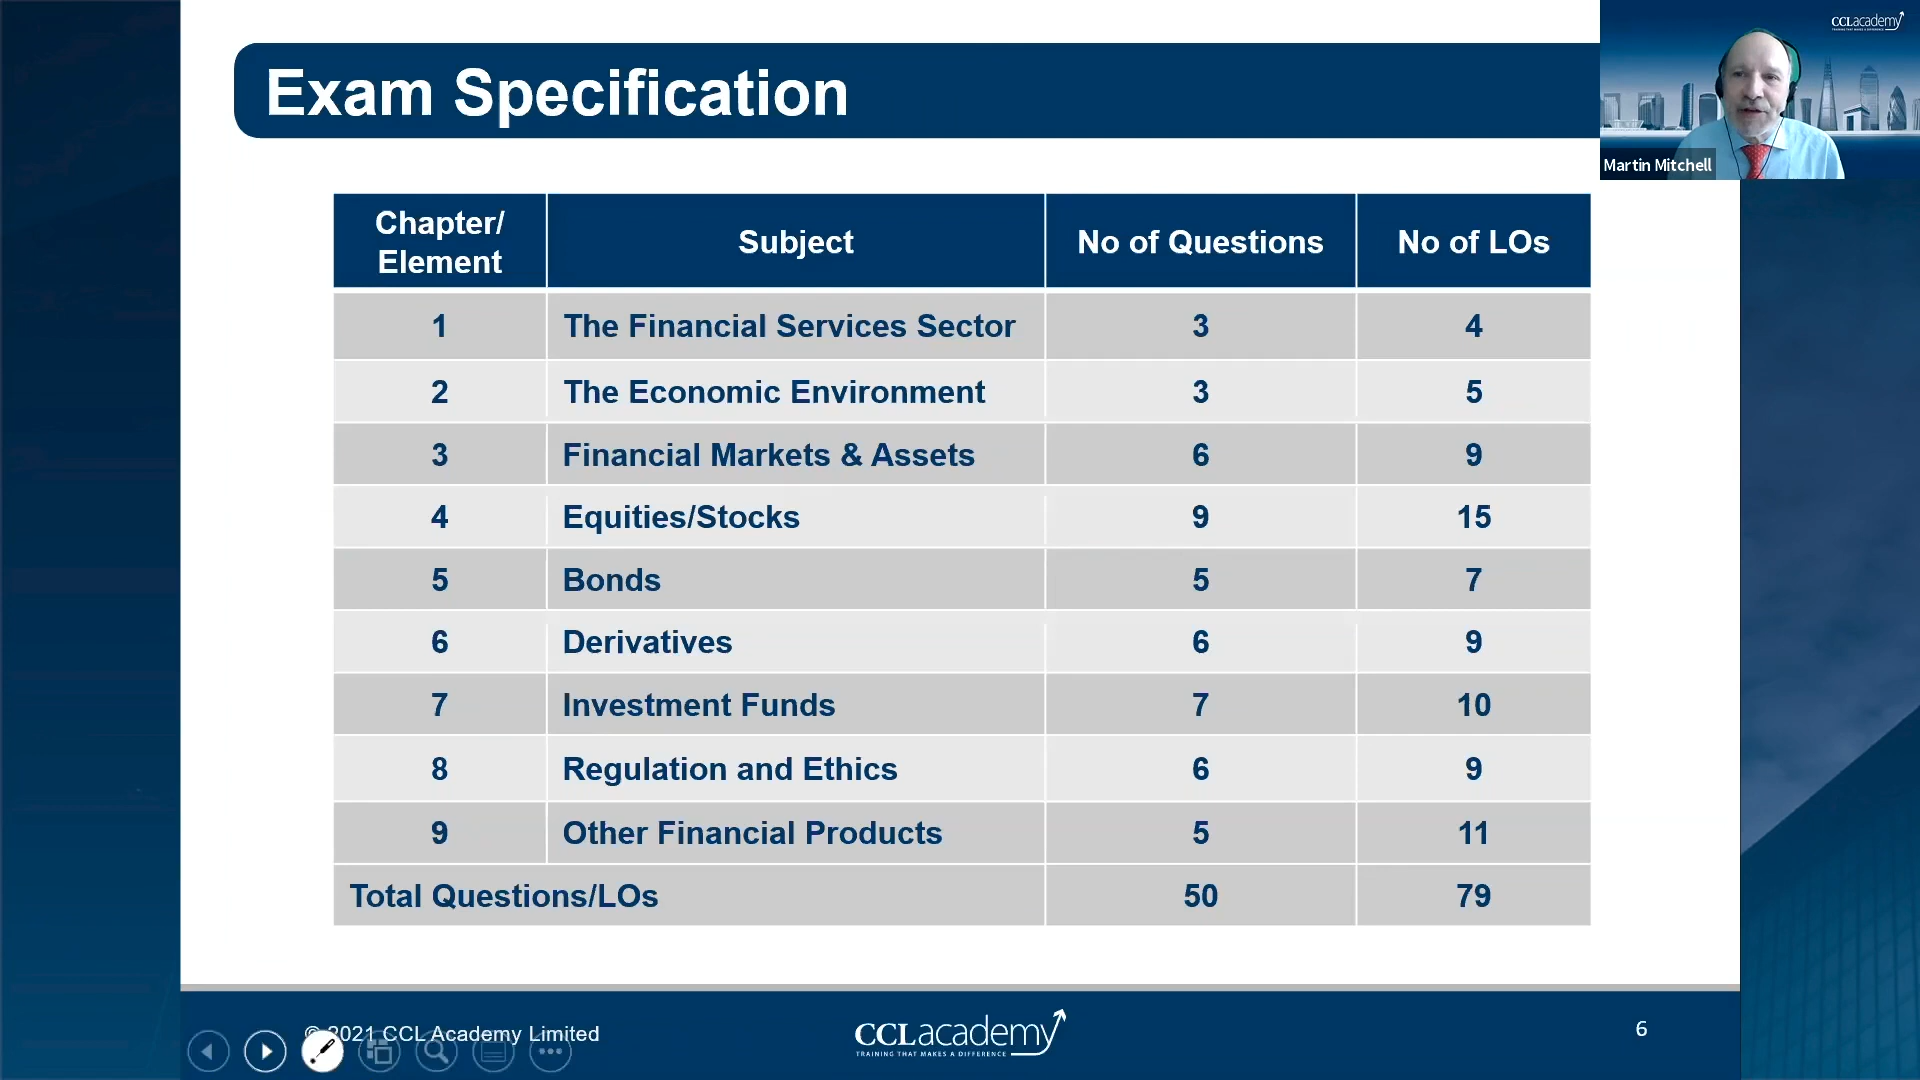 Exam Specification
CCLacademy
TRAINING THAT MAKES A DIFFERENCE
Martin Mitchell
Chapter/
Element
Subject
No of Questions
No of LOs
1 The Financial Services Sector 3 4
2 The Economic Environment 3 5
3 Financial Markets & Assets 6 9
4 Equities/Stocks 9 15
5 Bonds 5 7
6 Derivatives 6 9
7 Investment Funds 7 10
8 Regulation and Ethics 6 9
9 Other Financial Products 5 11
Total Questions/LOs 50 79
© 2021 CCL Academy Limited
CCLacademy
TRAINING THAT MAKES A DIFFERENCE
6